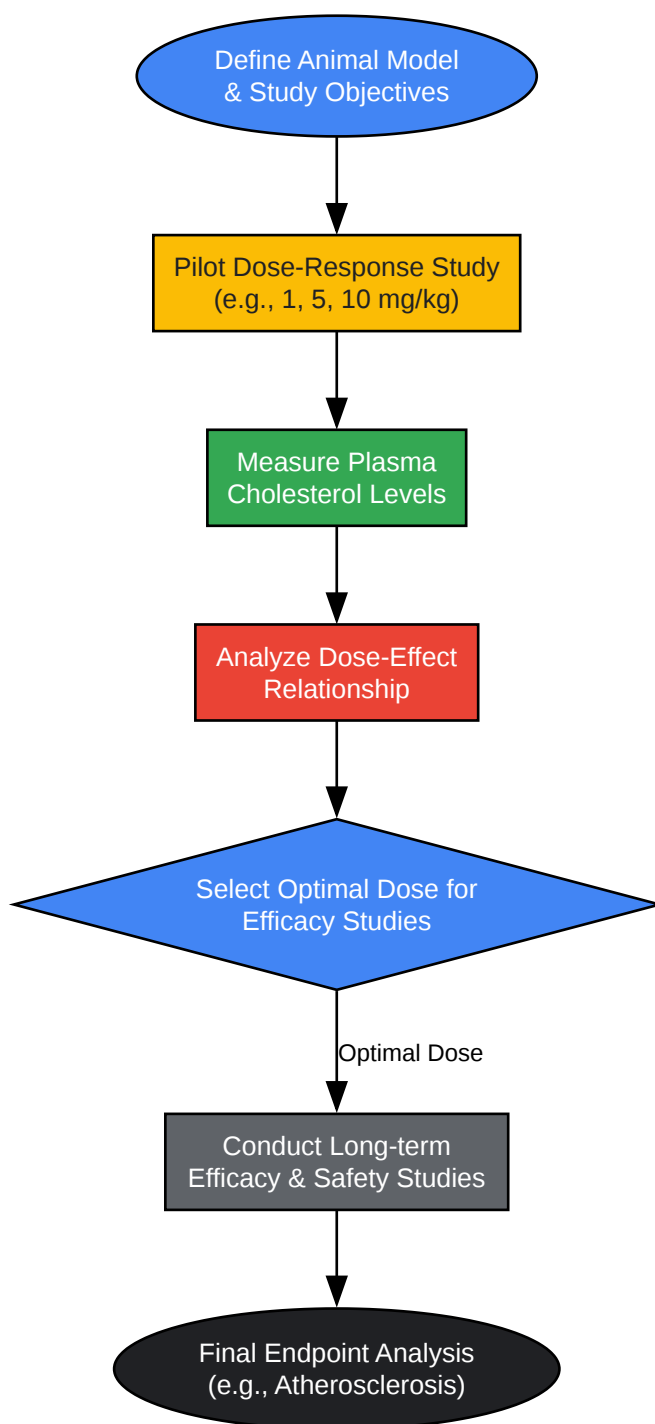 Define Animal Model
& Study Objectives
Pilot Dose-Response Study
(e.g., 1, 5, 10 mg/kg)
Measure Plasma
Cholesterol Levels
Analyze Dose-Effect
Relationship
Select Optimal Dose for
Efficacy Studies
Optimal Dose
Conduct Long-term
Efficacy & Safety Studies
Final Endpoint Analysis
(e.g., Atherosclerosis)